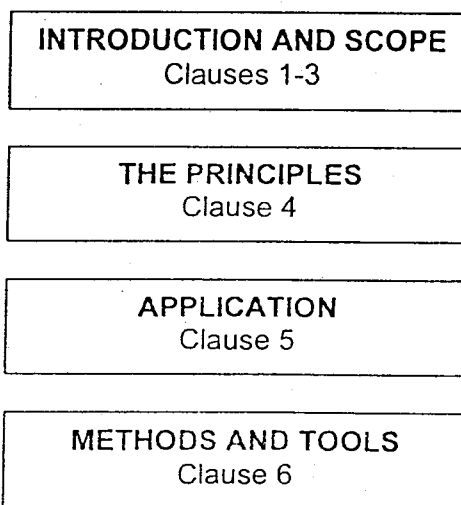 INTRODUCTION AND SCOPE
Clauses 1-3
THE PRINCIPLES
Clause 4
APPLICATION
Clause 5
METHODS AND TOOLS
Clause 6